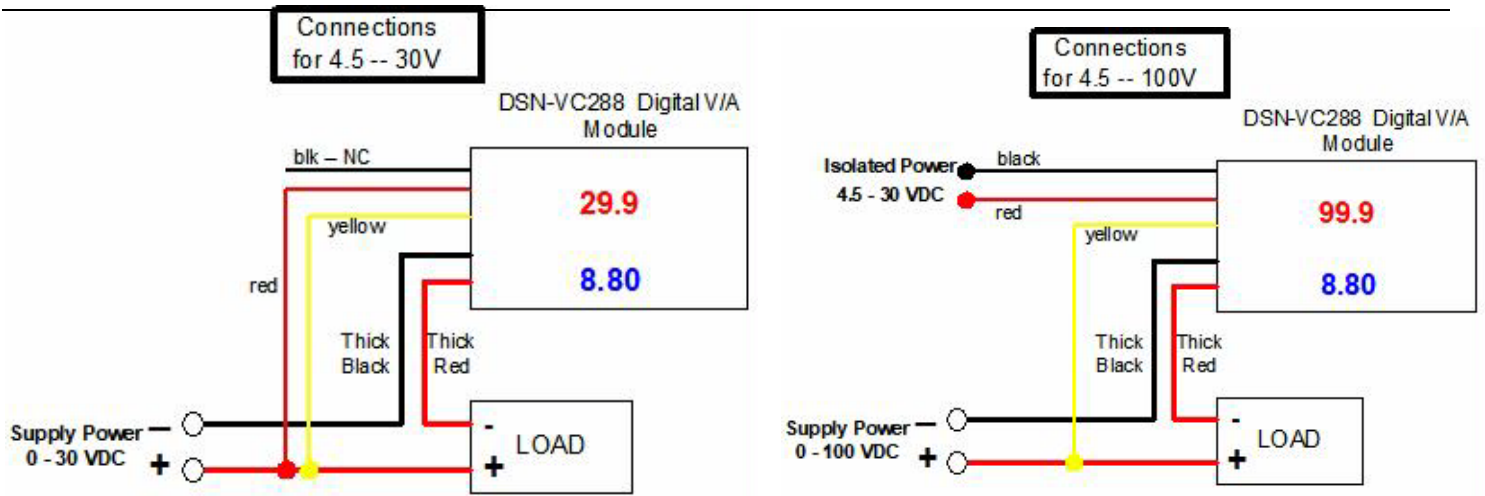 Connections
for 4.5 -- 30V
DSN-VC288 Digital V/A
Module
blk – NC
29.9
yellow
red
8.80
Thick
Black
Thick
Red
Supply Power –
0 - 30 VDC +
-
LOAD
+
Connections
for 4.5 -- 100V
DSN-VC288 Digital V/A
Module
Isolated Power
4.5 - 30 VDC
black
red
99.9
yellow
8.80
Thick
Black
Thick
Red
Supply Power –
0 - 100 VDC +
-
LOAD
+